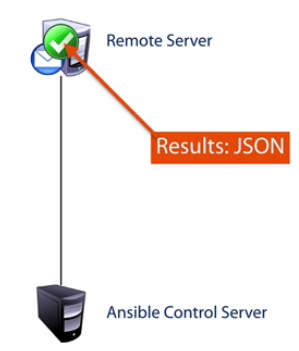 Remote Server
Results: JSON
Ansible Control Server